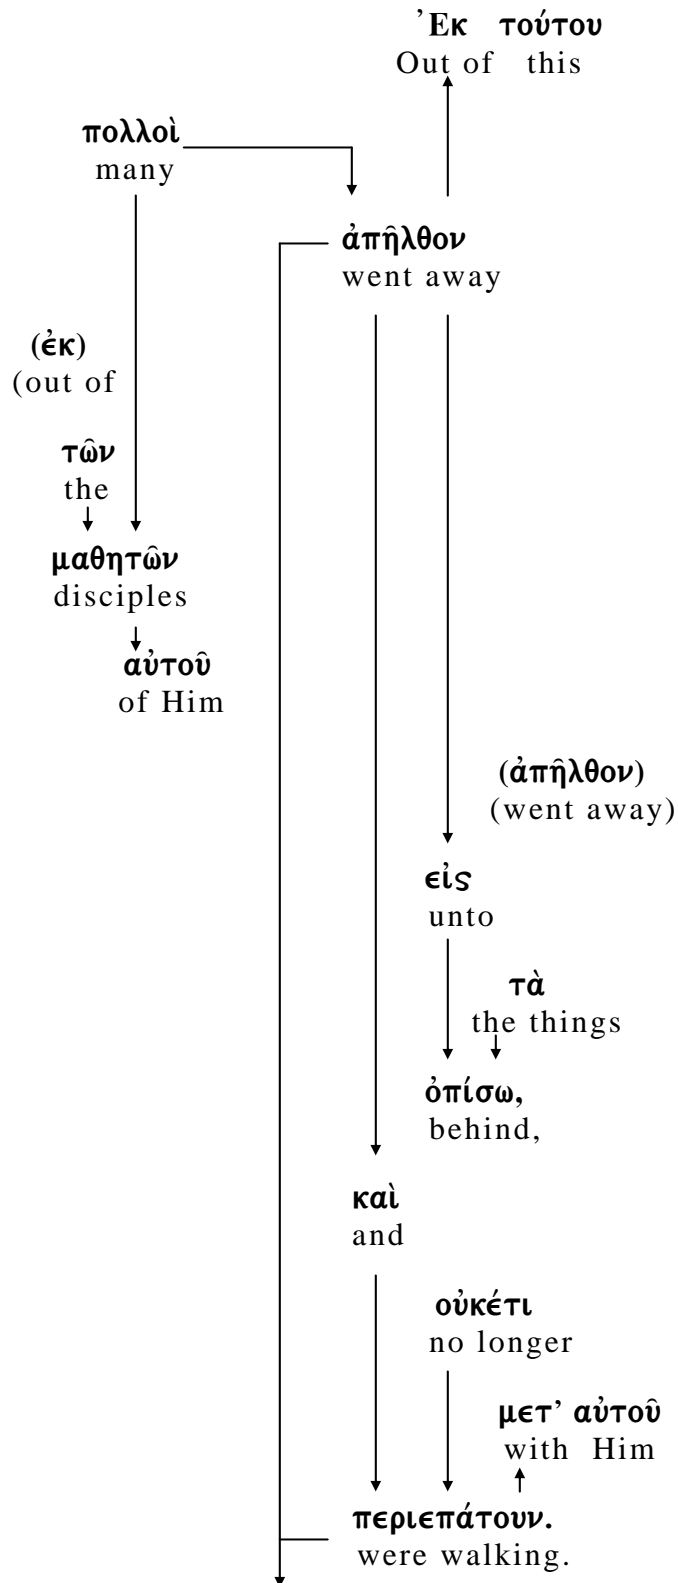 ᾿Εκ τούτου
Out of this
πολλοὶ
many
ἀπῆλθον
went away
(ἐκ)
(out of
τῶν
the
μαθητῶν
disciples
αὐτοῦ
of Him
(ἀπῆλθον)
(went away)
εἰς
unto
τὰ
the things
ὀπίσω,
behind,
καὶ
and
οὐκέτι
no longer
μετ’ αὐτοῦ
with Him
περιεπάτουν.
were walking.